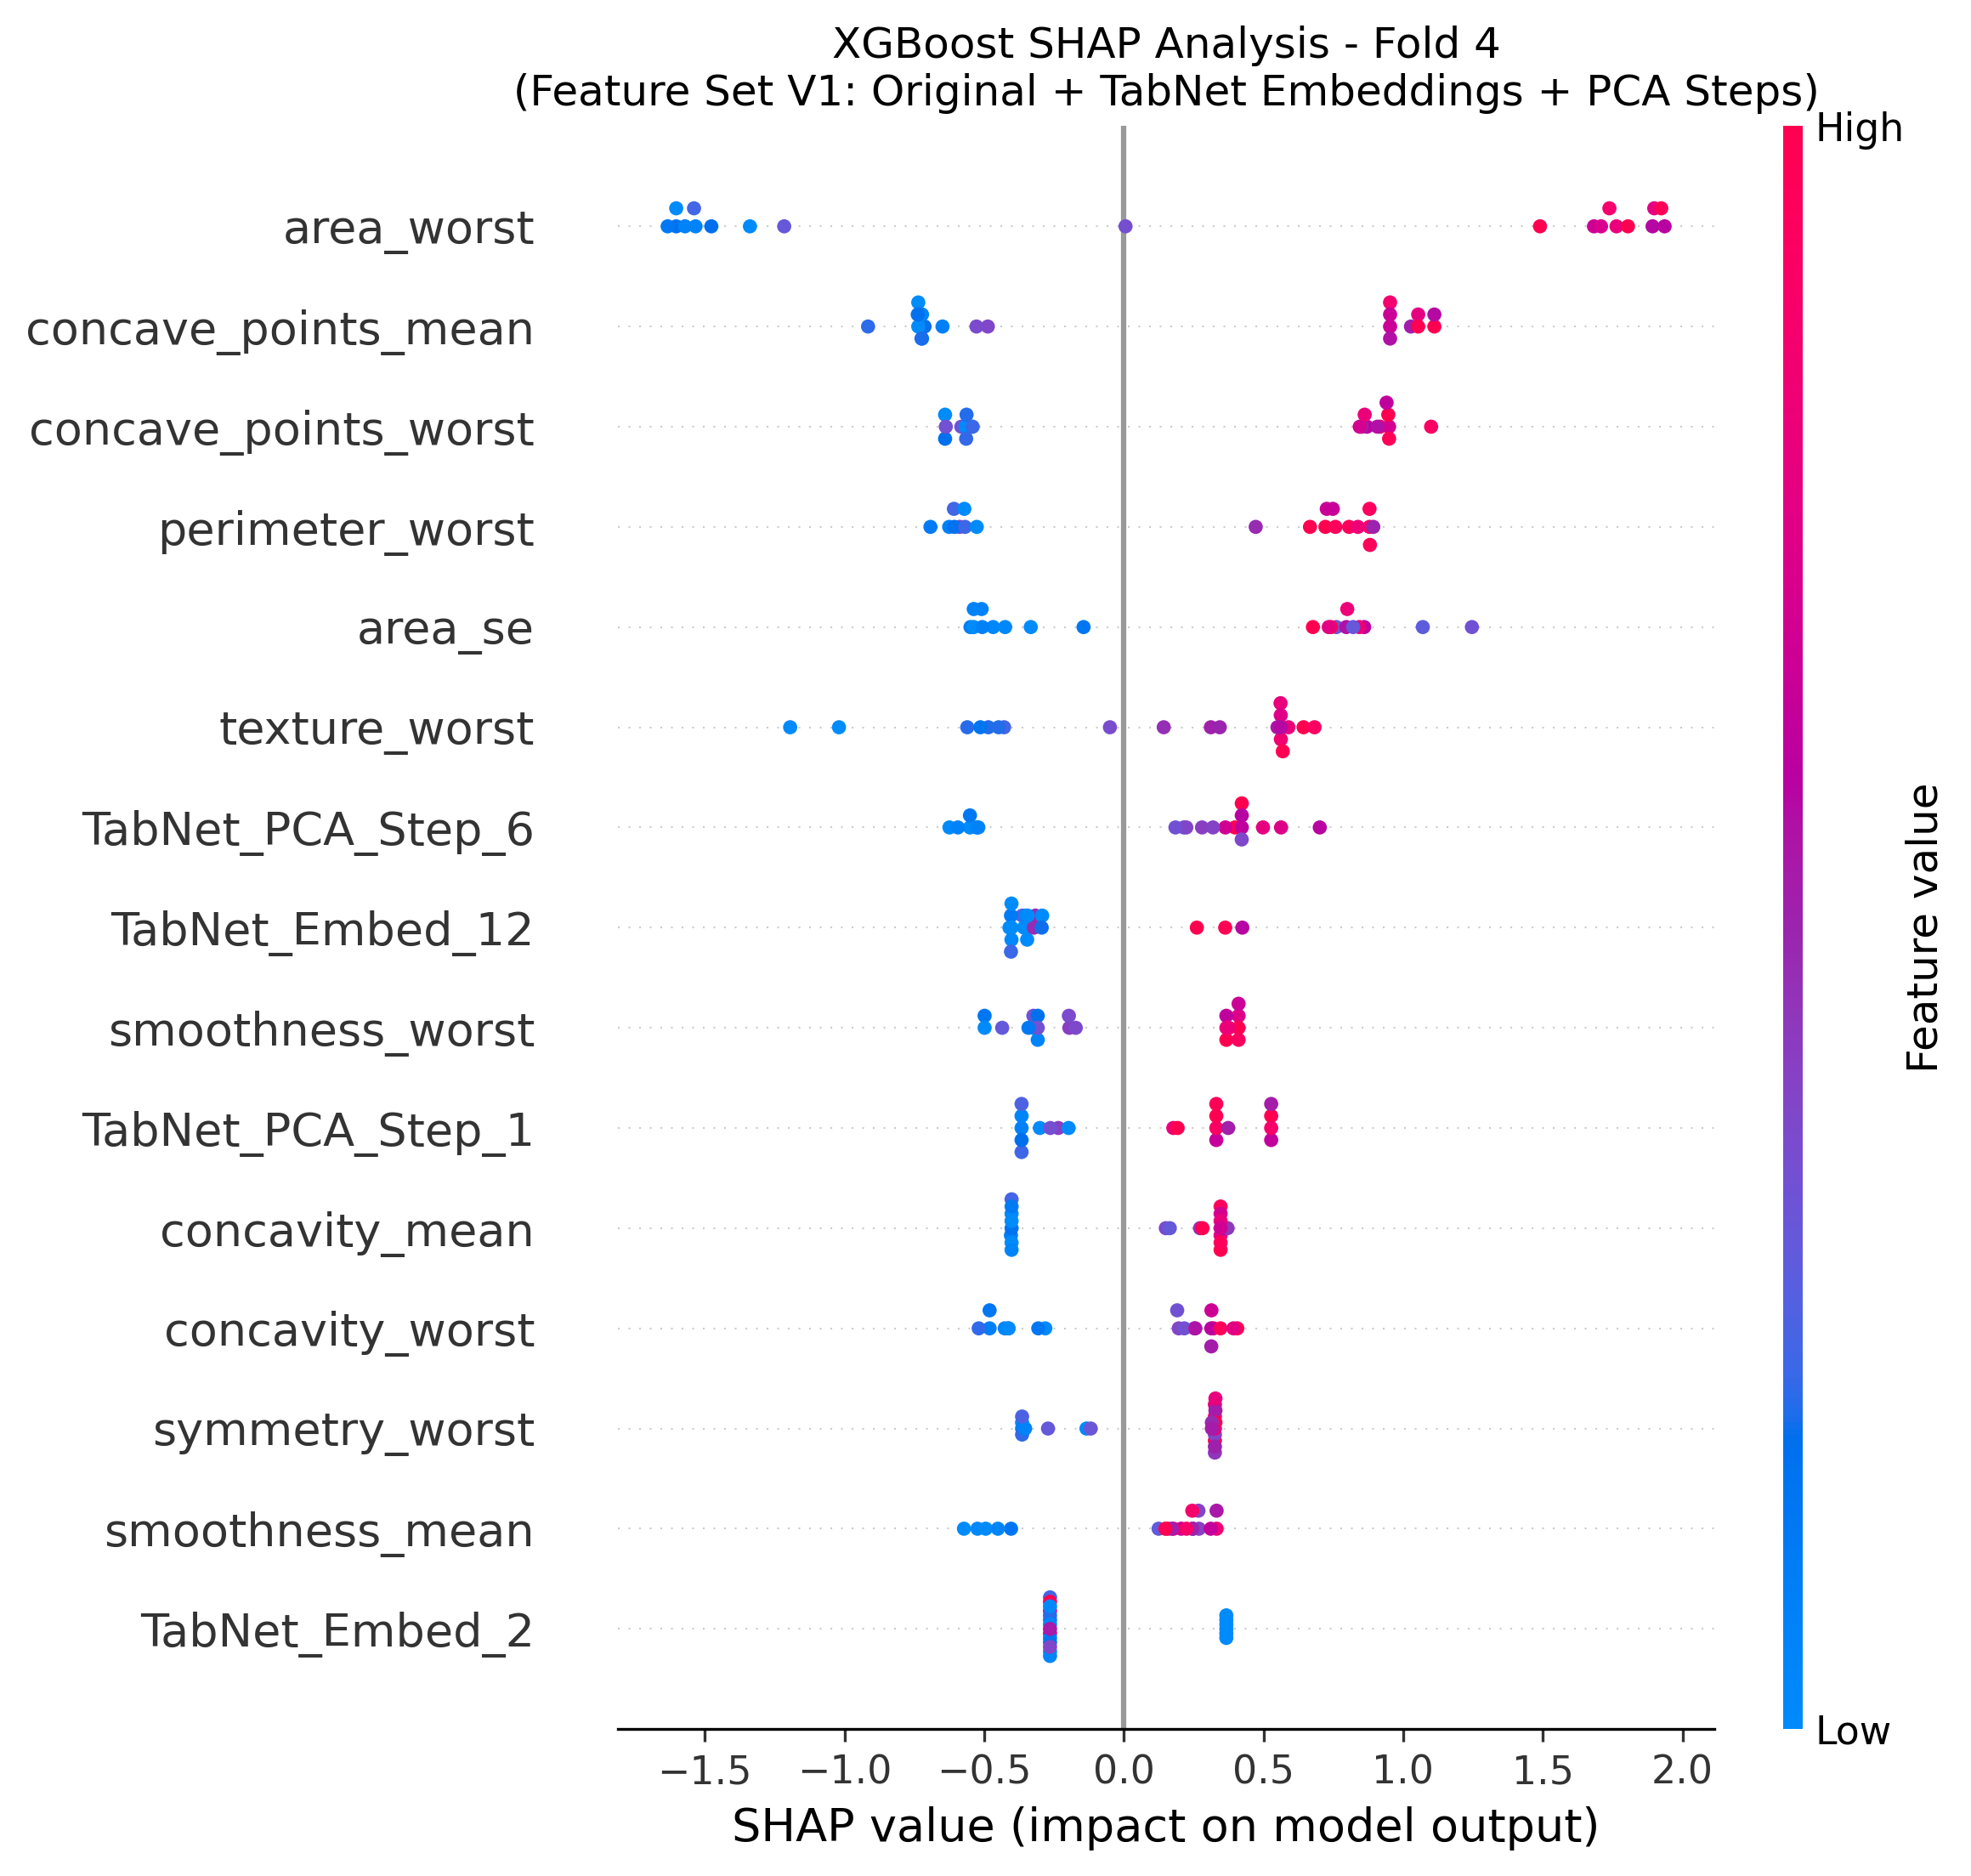 XGBoost SHAP Analysis - Fold 4
(Feature Set V1: Original + TabNet Embeddings + PCA Steps)
High
area_worst
concave_points_mean
concave_points_worst
perimeter_worst
area_se
texture_worst
TabNet_PCA_Step_6
TabNet_Embed_12
smoothness_worst
TabNet_PCA_Step_1
concavity_mean
concavity_worst
symmetry_worst
smoothness_mean
TabNet_Embed_2
Feature value
Low
−1.5 −1.0 −0.5 0.0 0.5 1.0 1.5 2.0
SHAP value (impact on model output)